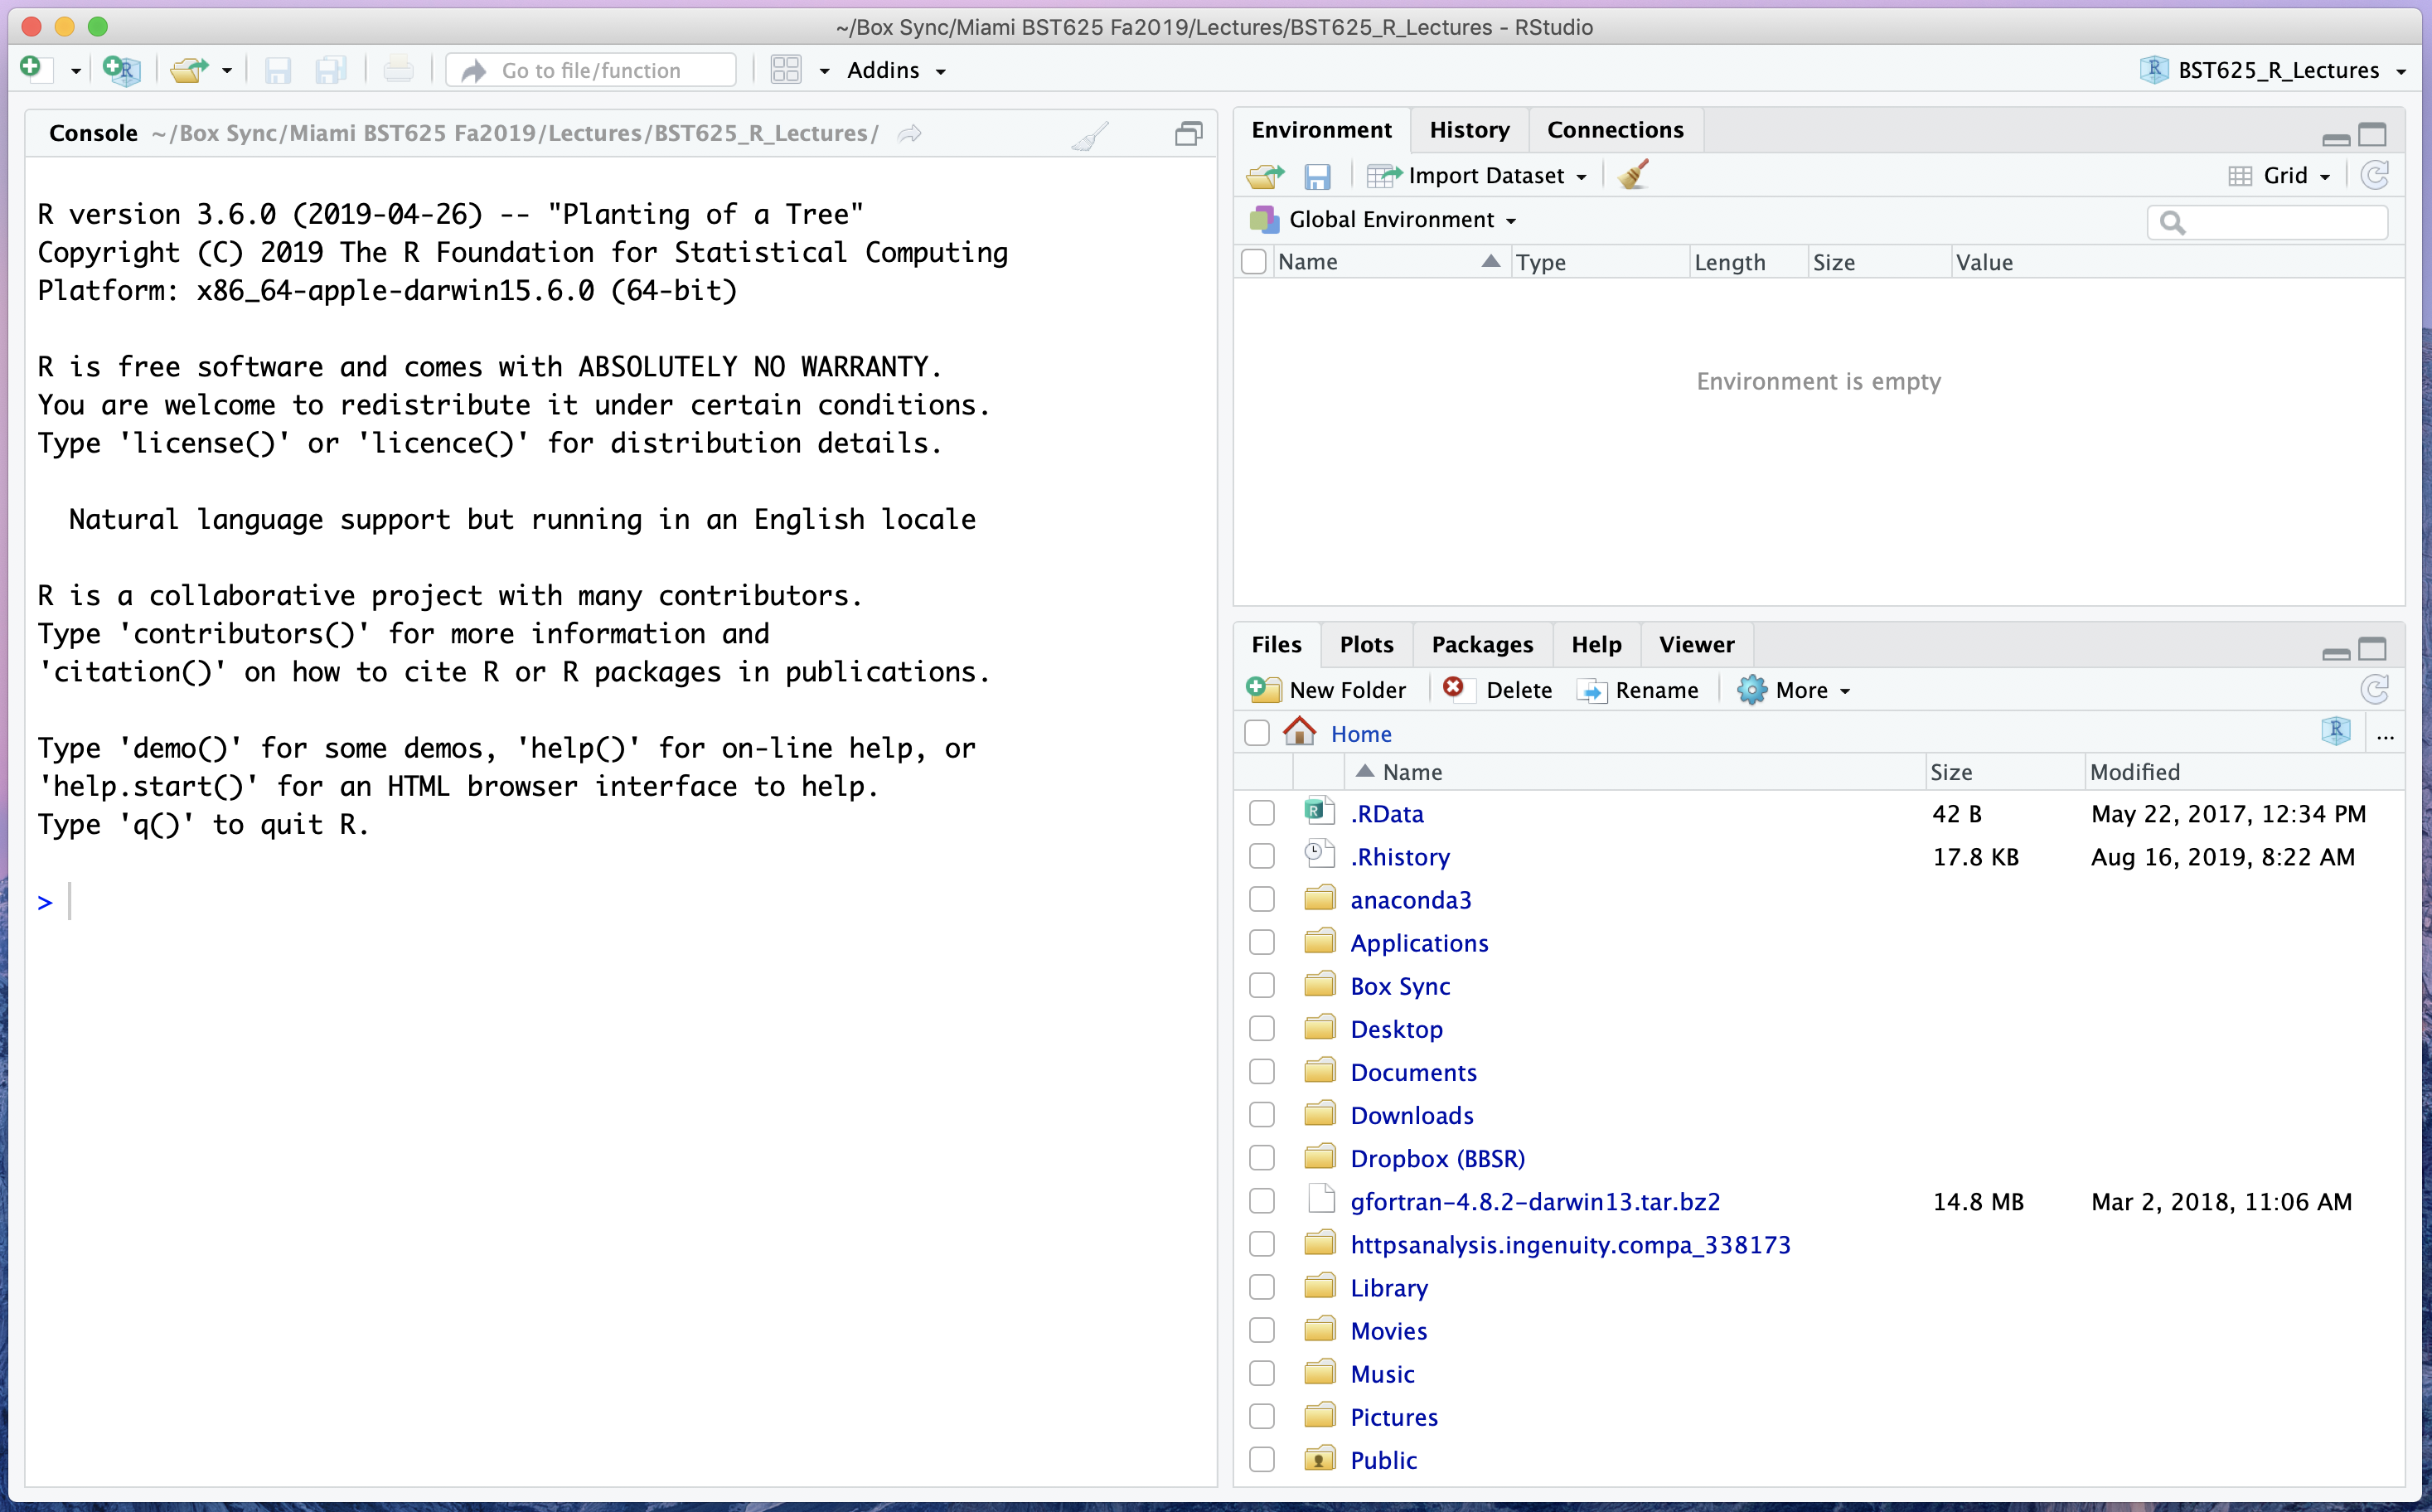 ~/Box Sync/Miami BST625 Fa2019/Lectures/BST625_R_Lectures - RStudio
Go to file/function
Addins
BST625_R_Lectures
Console ~/Box Sync/Miami BST625 Fa2019/Lectures/BST625_R_Lectures/
R version 3.6.0 (2019-04-26) -- "Planting of a Tree"
Copyright (C) 2019 The R Foundation for Statistical Computing
Platform: x86_64-apple-darwin15.6.0 (64-bit)
R is free software and comes with ABSOLUTELY NO WARRANTY.
You are welcome to redistribute it under certain conditions.
Type 'license()' or 'licence()' for distribution details.
Natural language support but running in an English locale
R is a collaborative project with many contributors.
Type 'contributors()' for more information and
'citation()' on how to cite R or R packages in publications.
Type 'demo()' for some demos, 'help()' for on-line help, or
'help.start()' for an HTML browser interface to help.
Type 'q()' to quit R.
>
Environment History Connections
Import Dataset Grid
Global Environment
Name Type Length Size Value
Environment is empty
Files Plots Packages Help Viewer
New Folder Delete Rename More
Home ...
Name Size Modified
.RData 42 B May 22, 2017, 12:34 PM
.Rhistory 17.8 KB Aug 16, 2019, 8:22 AM
anaconda3
Applications
Box Sync
Desktop
Documents
Downloads
Dropbox (BBSR)
gfortran-4.8.2-darwin13.tar.bz2 14.8 MB Mar 2, 2018, 11:06 AM
httpsanalysis.ingenuity.compa_338173
Library
Movies
Music
Pictures
Public